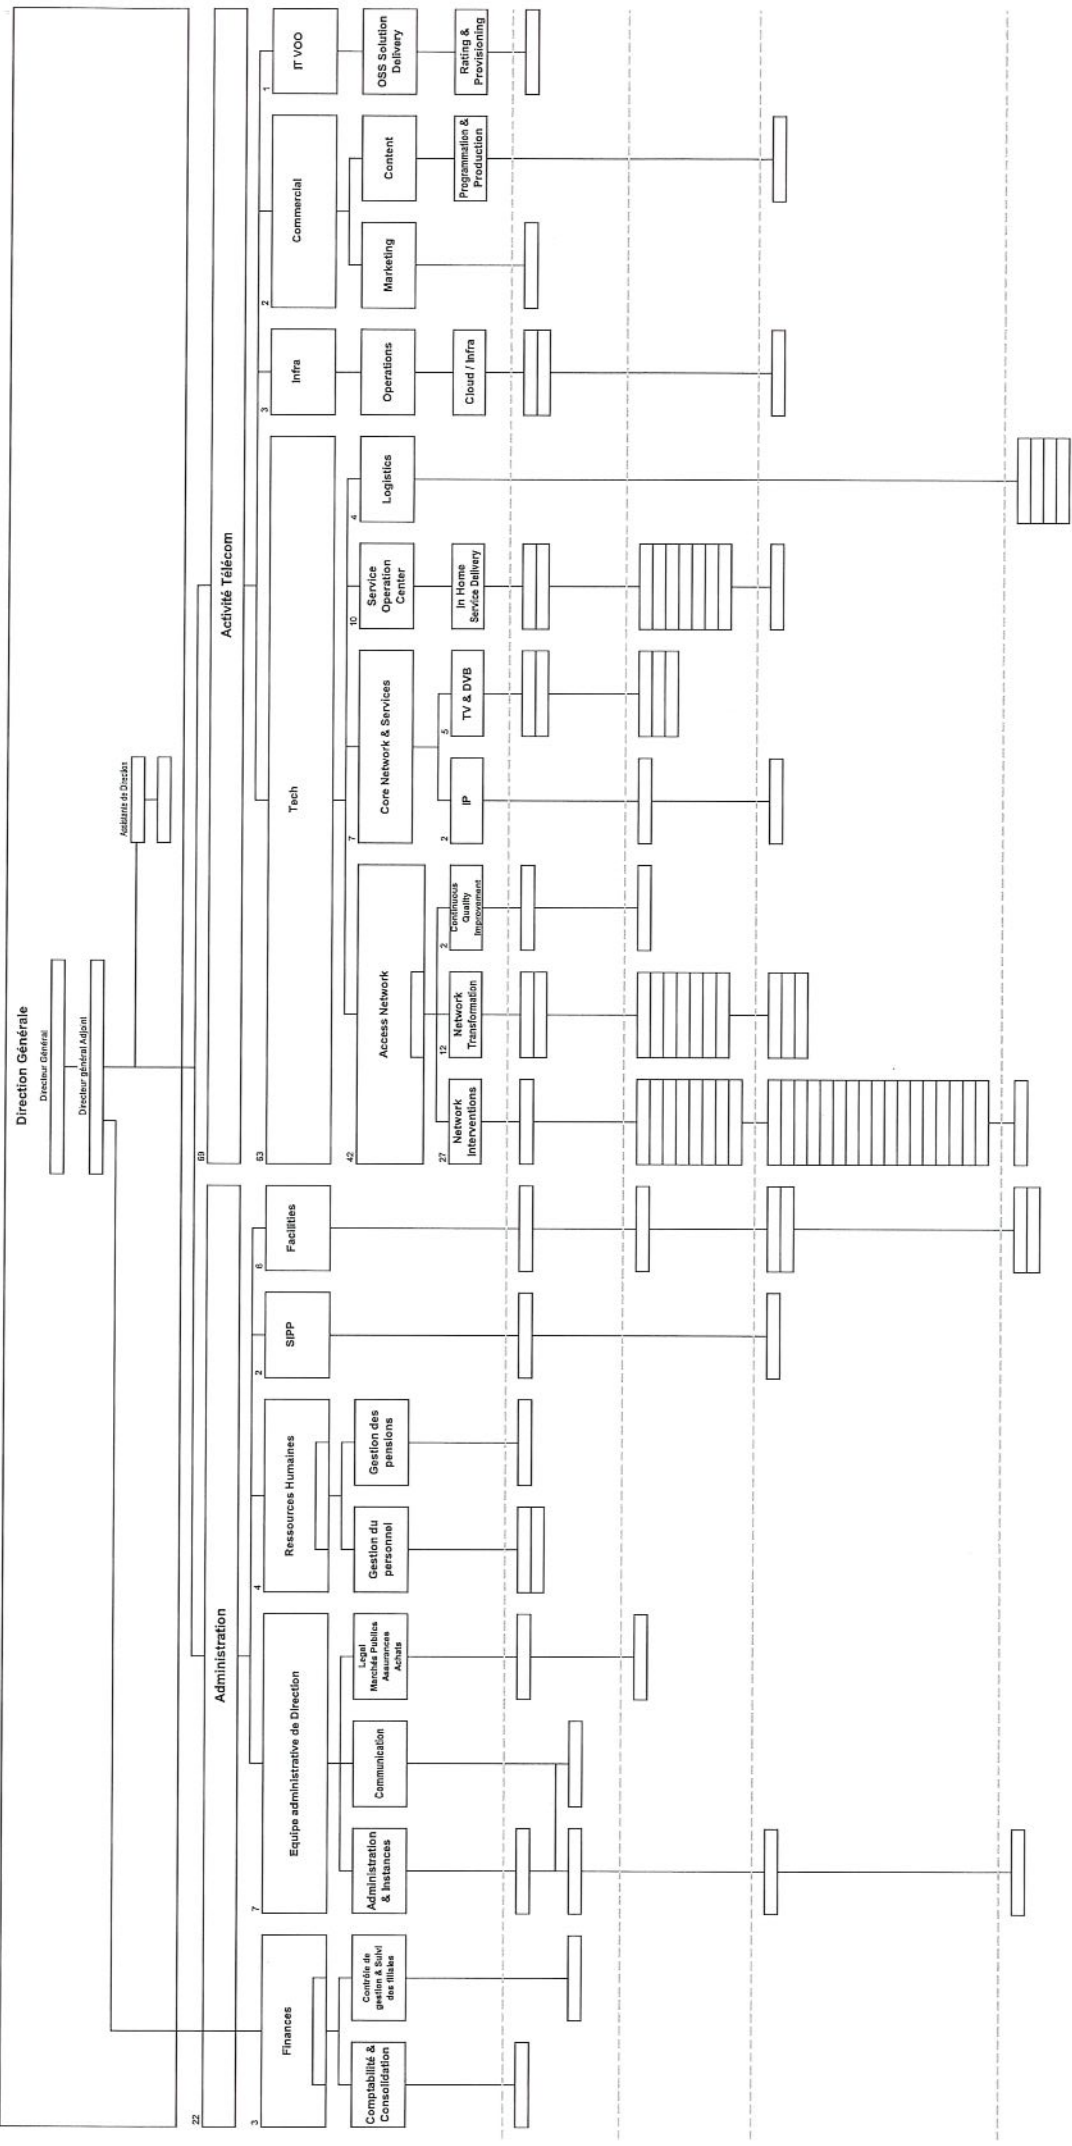 Direction Générale
Directeur Général
Directeur général Adjoint
Assistante de Direction
22
Administration
69
Activité Télécom
3
Finances
7
Equipe administrative de Direction
4
Ressources Humaines
2
SIPP
6
Facilities
63
Tech
3
Infra
2
Commercial
1
IT VOO
Comptabilité &
Consolidation
Contrôle de
gestion & Suivi
des filiales
Administration
& Instances
Communication
Legal
Marchés Publics
Assurances
Achats
Gestion du
personnel
Gestion des
pensions
42
Access Network
7
Core Network & Services
10
Service
Operation
Center
4
Logistics
Operations
Marketing
Content
OSS Solution
Delivery
27
Network
Interventions
12
Network
Transformation
2
Continuous
Quality
Improvement
2
IP
5
TV & DVB
In Home
Service Delivery
Cloud / Infra
Programmation &
Production
Rating &
Provisioning